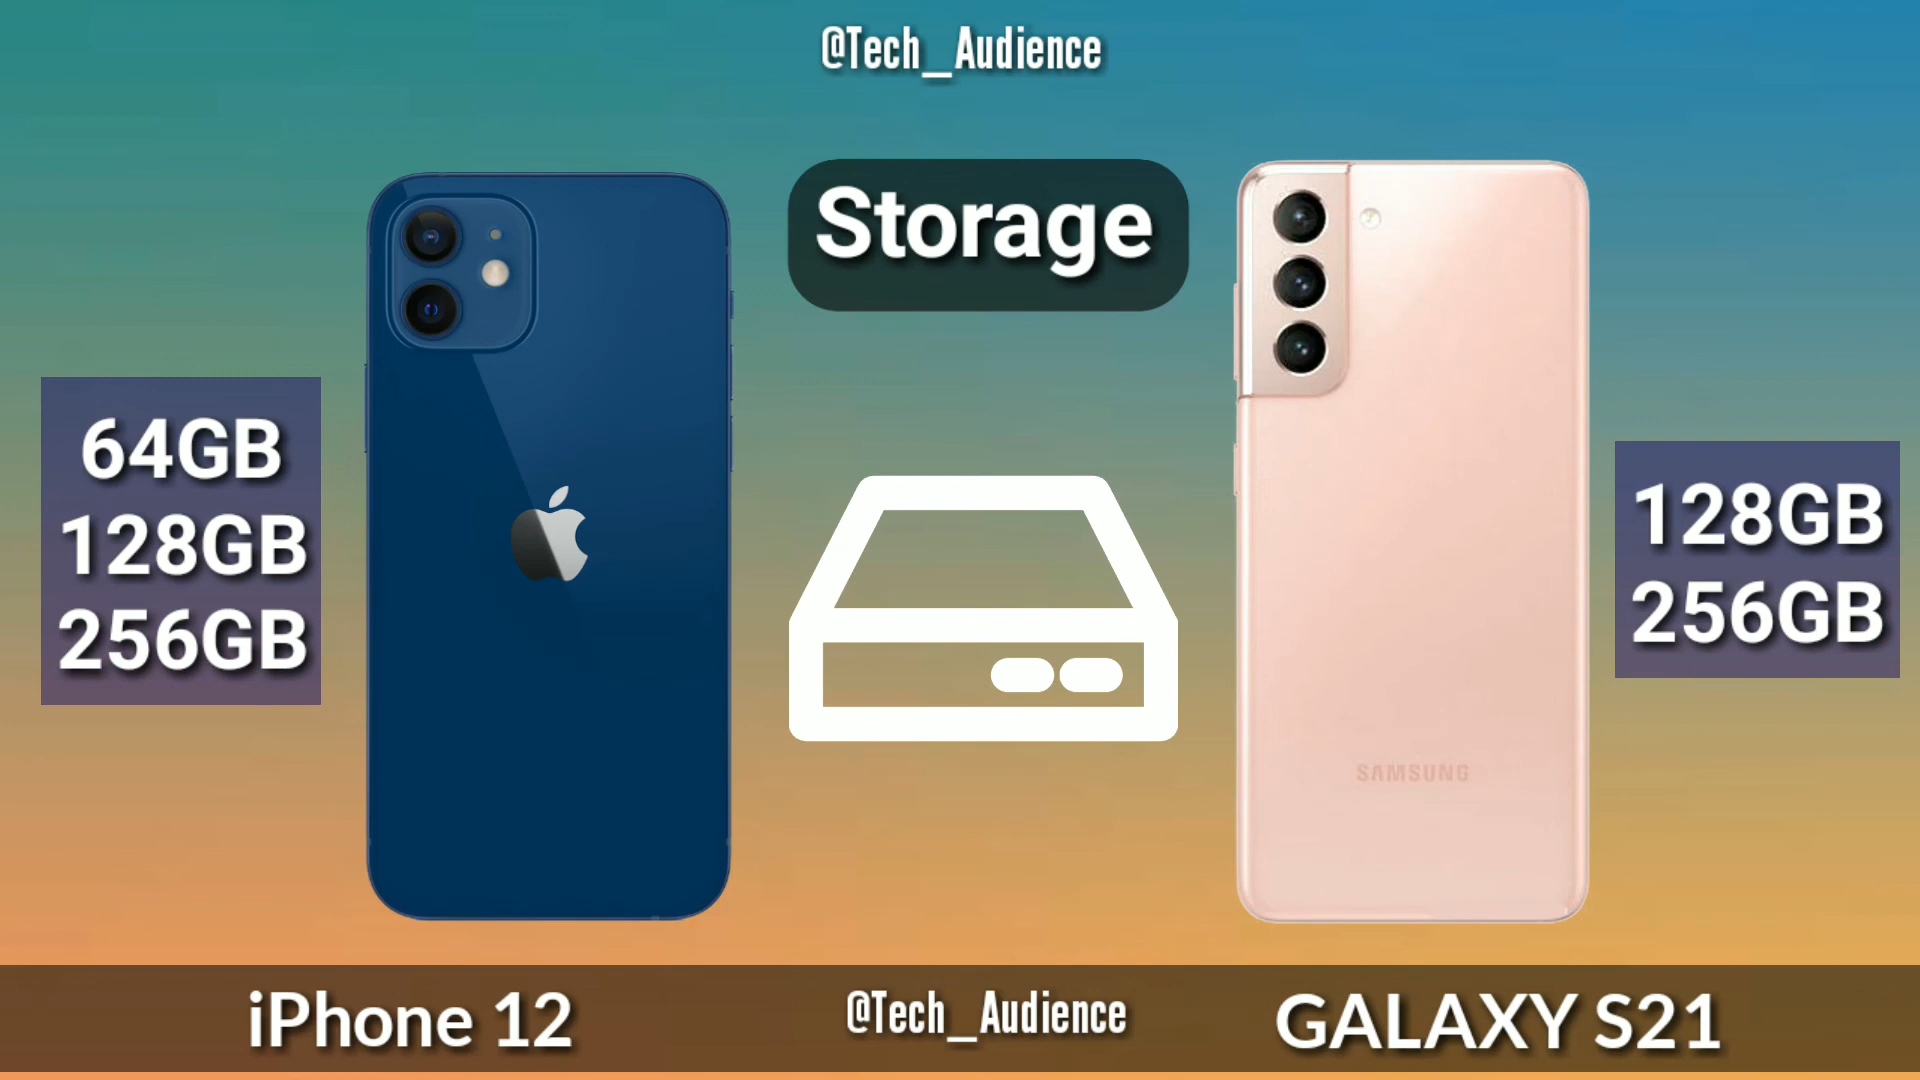 @Tech_Audience
Storage
64GB
128GB
256GB
128GB
256GB
SAMSUNG
iPhone 12
@Tech_Audience
GALAXY S21